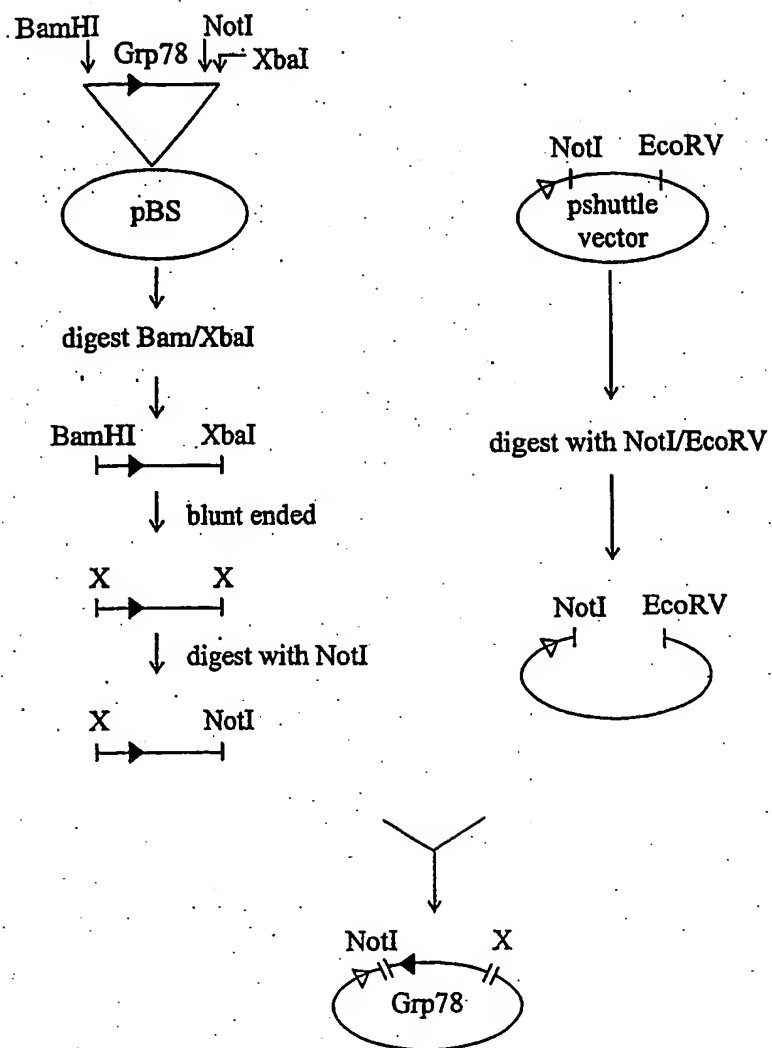 BamHI
NotI
Grp78
XbaI
pBS
digest Bam/XbaI
BamHI XbaI
blunt ended
X X
digest with NotI
X NotI
NotI EcoRV
pshuttle
vector
digest with NotI/EcoRV
NotI EcoRV
NotI X
Grp78